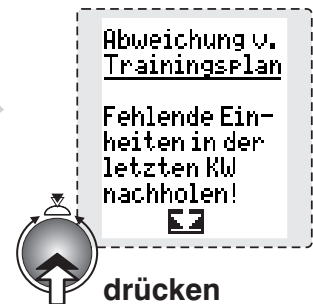 Abweichung v.
Trainingsplan
Fehlende Ein-
heiten in der
letzten KW
nachholen!
drücken